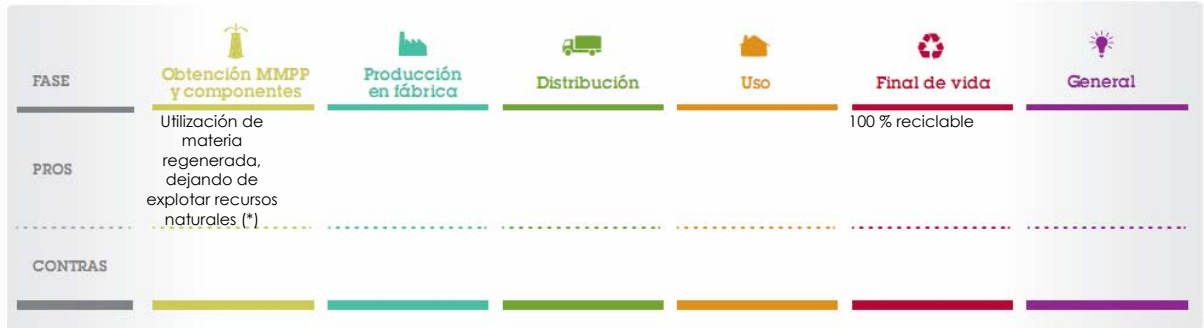 FASE
Obtención MMPP
y componentes
Producción
en fábrica
Distribución
Uso
Final de vida
General
PROS
Utilización de
materia
regenerada,
dejando de
explotar recursos
naturales (*)
100 % reciclable
CONTRAS